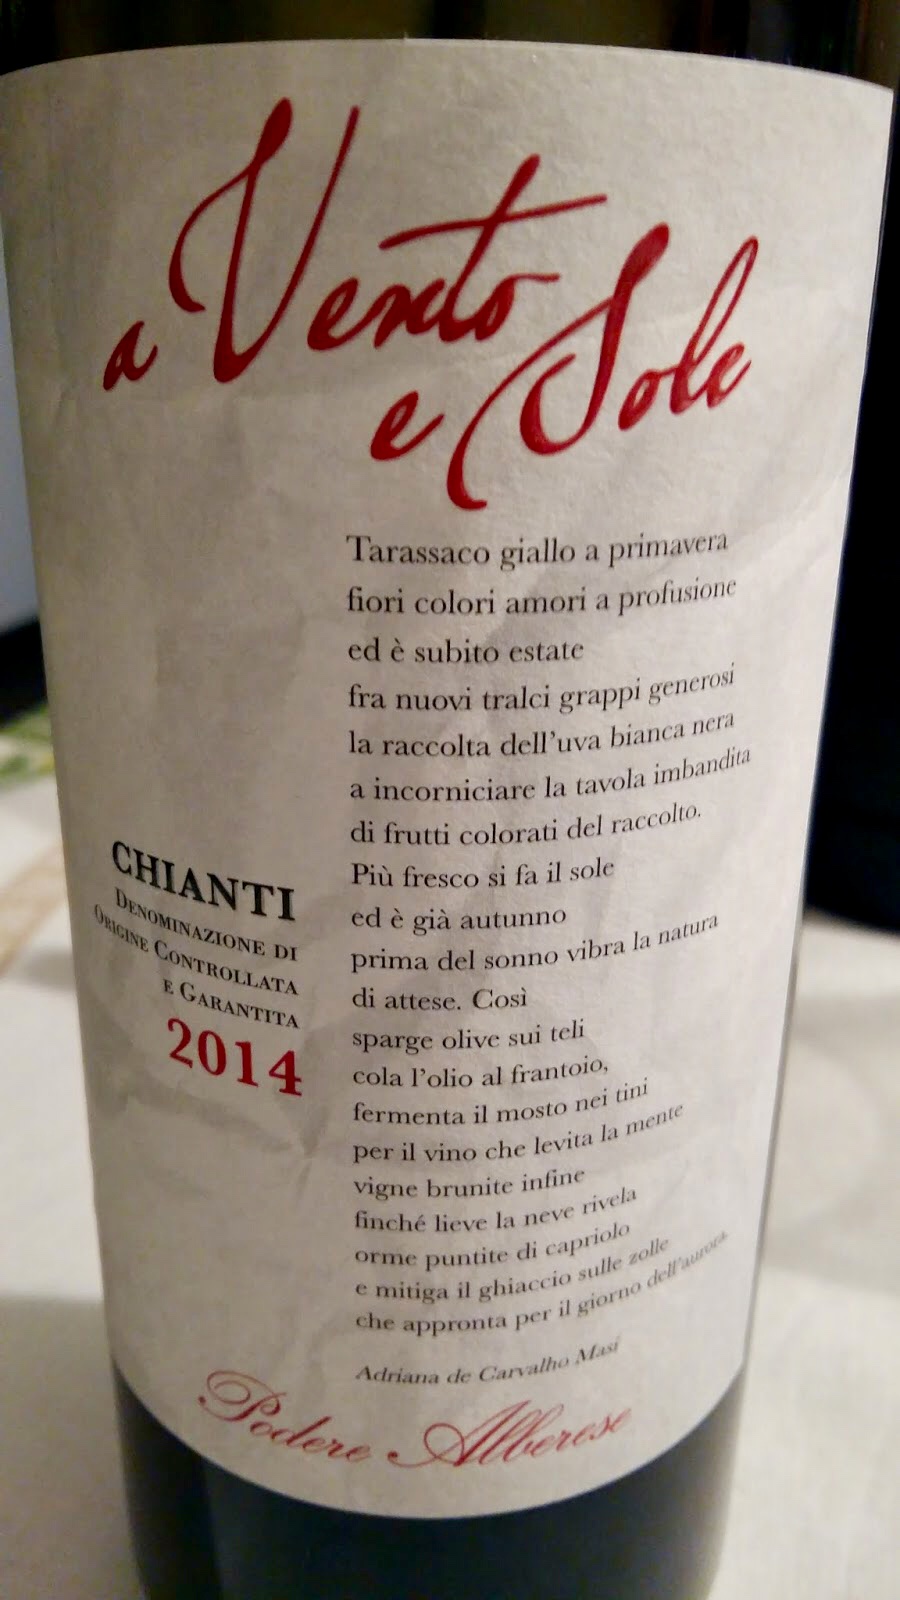 a Vento
e Sole
Tarassaco giallo a primavera
fiori colori amori a profusione
ed è subito estate
fra nuovi tralci grappi generosi
la raccolta dell'uva bianca nera
a incorniciare la tavola imbandita
di frutti colorati del raccolto.
Più fresco si fa il sole
ed è già autunno
prima del sonno vibra la natura
di attese. Così
sparge olive sui teli
cola l'olio al frantoio,
fermenta il mosto nei tini
per il vino che levita la mente
vigne brunite infine
finché lieve la neve rivela
orme puntite di capriolo
e mitiga il ghiaccio sulle zolle
che appronta per il giorno dell'aurora
Adriana de Carvalho Masi
CHIANTI
DENOMINAZIONE DI
ORIGINE CONTROLLATA
E GARANTITA
2014
Podere Alberese